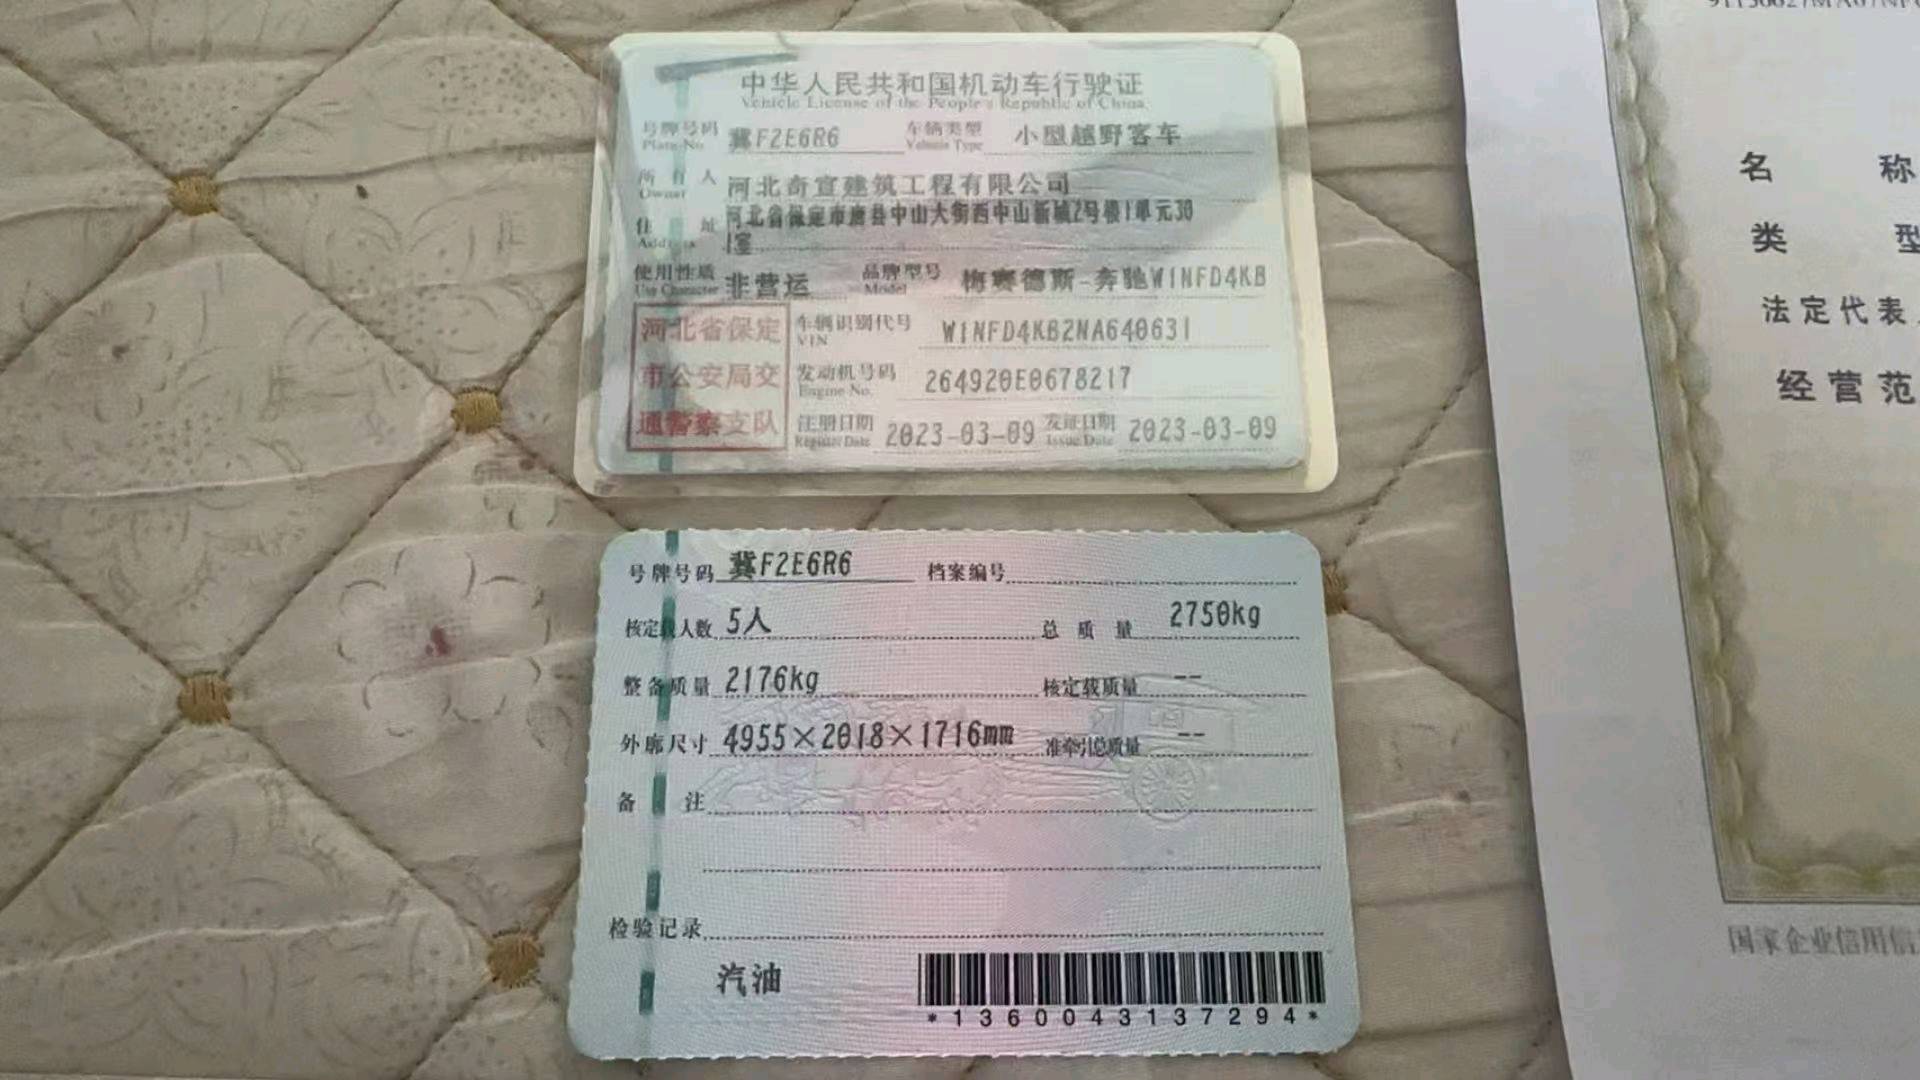 中华人民共和国机动车行驶证
Vehicle License of the People's Republic of China
号牌号码 冀F2E6R6 车辆类型 小型越野客车
Plate No. Vehicle Type
所有人 河北奇宣建筑工程有限公司
Owner
住址 河北省保定市唐县中山大街西中山新城2号楼1单元30
Address 1室
使用性质 非营运 品牌型号 梅赛德斯-奔驰W1NFD4KB
Use Character Model
河北省保定
市公安局交
通警察支队
车辆识别代号 W1NFD4KB2NA640631
VIN
发动机号码 264920E0678217
Engine No.
注册日期 2023-03-09 发证日期 2023-03-09
Register Date Issue Date
号牌号码 冀F2E6R6 档案编号
核定载人数 5人 总质量 2750kg
整备质量 2176kg 核定载质量 --
外廓尺寸 4955×2018×1716mm 准牵引总质量 --
备注
检验记录
汽油
*1360043137294*
名称
类型
法定代表
经营范
国家企业信用信